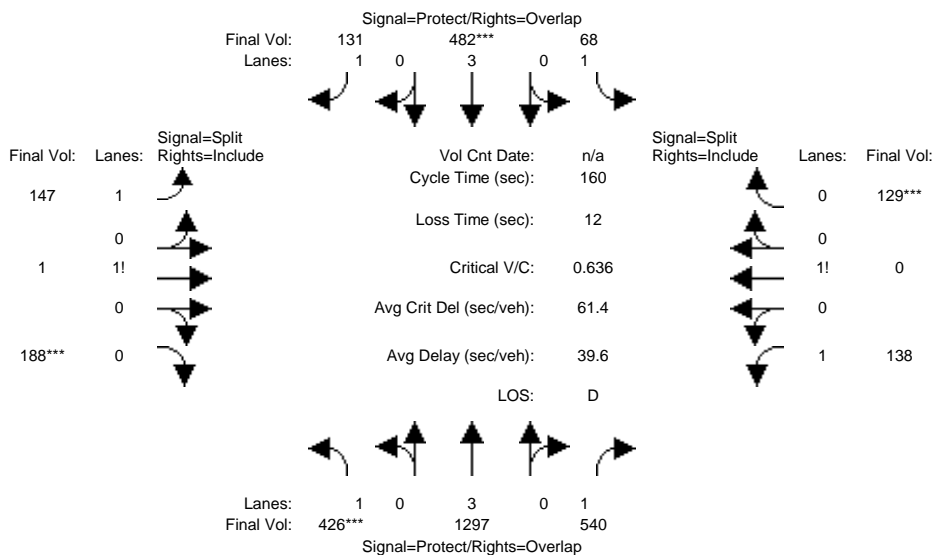 Signal=Protect/Rights=Overlap
Final Vol: 131 482*** 68
Lanes: 1 0 3 0 1
Signal=Split
Final Vol: Lanes: Rights=Include
Vol Cnt Date: n/a
Signal=Split
Rights=Include Lanes: Final Vol:
Cycle Time (sec): 160
147 1
0 129***
Loss Time (sec): 12
0
0
1 1!
Critical V/C: 0.636
1! 0
0
Avg Crit Del (sec/veh): 61.4
0
188*** 0
Avg Delay (sec/veh): 39.6
1 138
LOS: D
Lanes: 1 0 3 0 1
Final Vol: 426*** 1297 540
Signal=Protect/Rights=Overlap